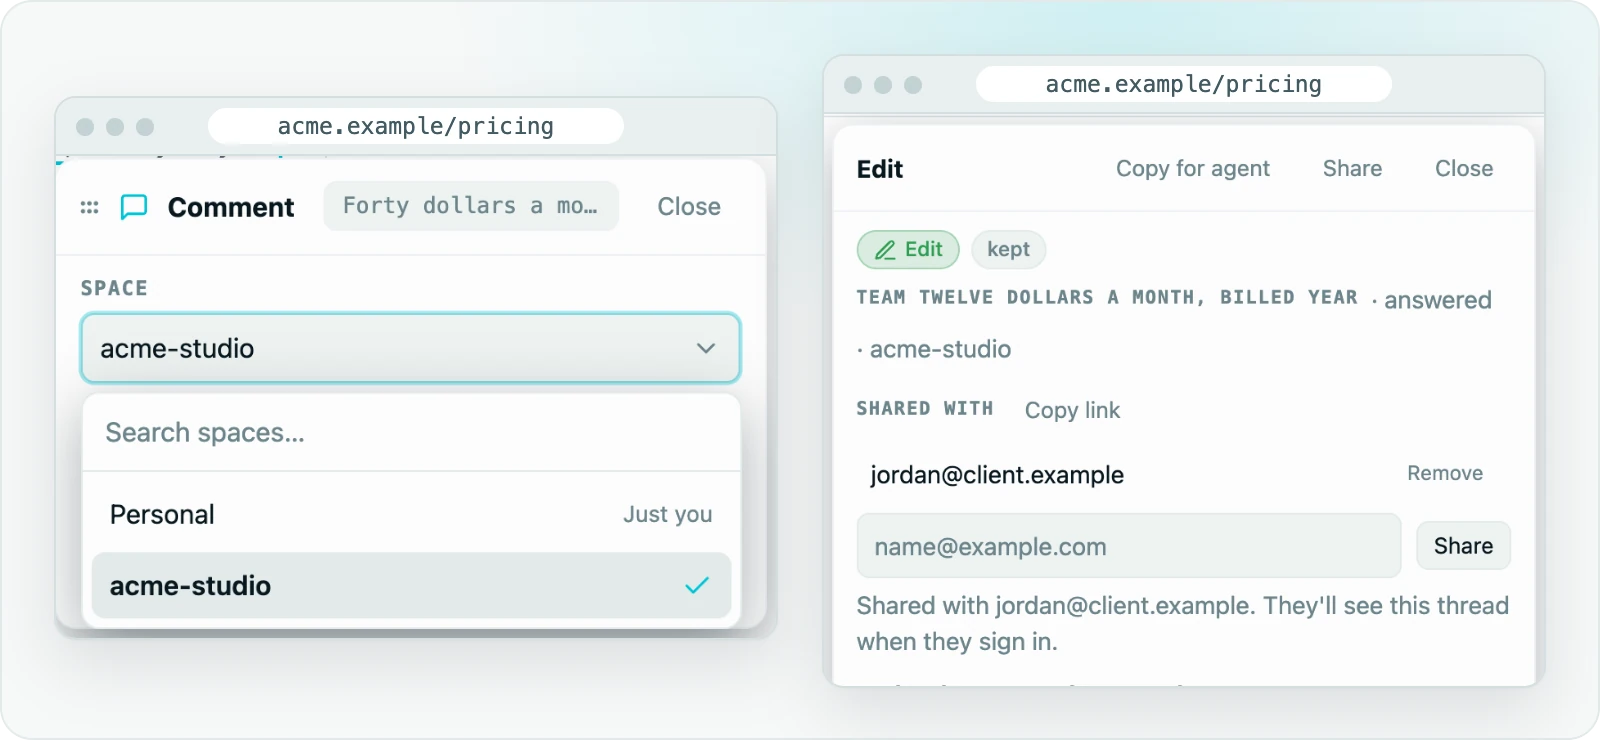 acme.example/pricing
Comment
Forty dollars a mo…
Close
SPACE
acme-studio
Search spaces...
Personal
Just you
acme-studio
acme.example/pricing
Edit
Copy for agent
Share
Close
Edit
kept
TEAM TWELVE DOLLARS A MONTH, BILLED YEAR · answered
· acme-studio
SHARED WITH
Copy link
jordan@client.example
Remove
name@example.com
Share
Shared with jordan@client.example. They'll see this thread
when they sign in.